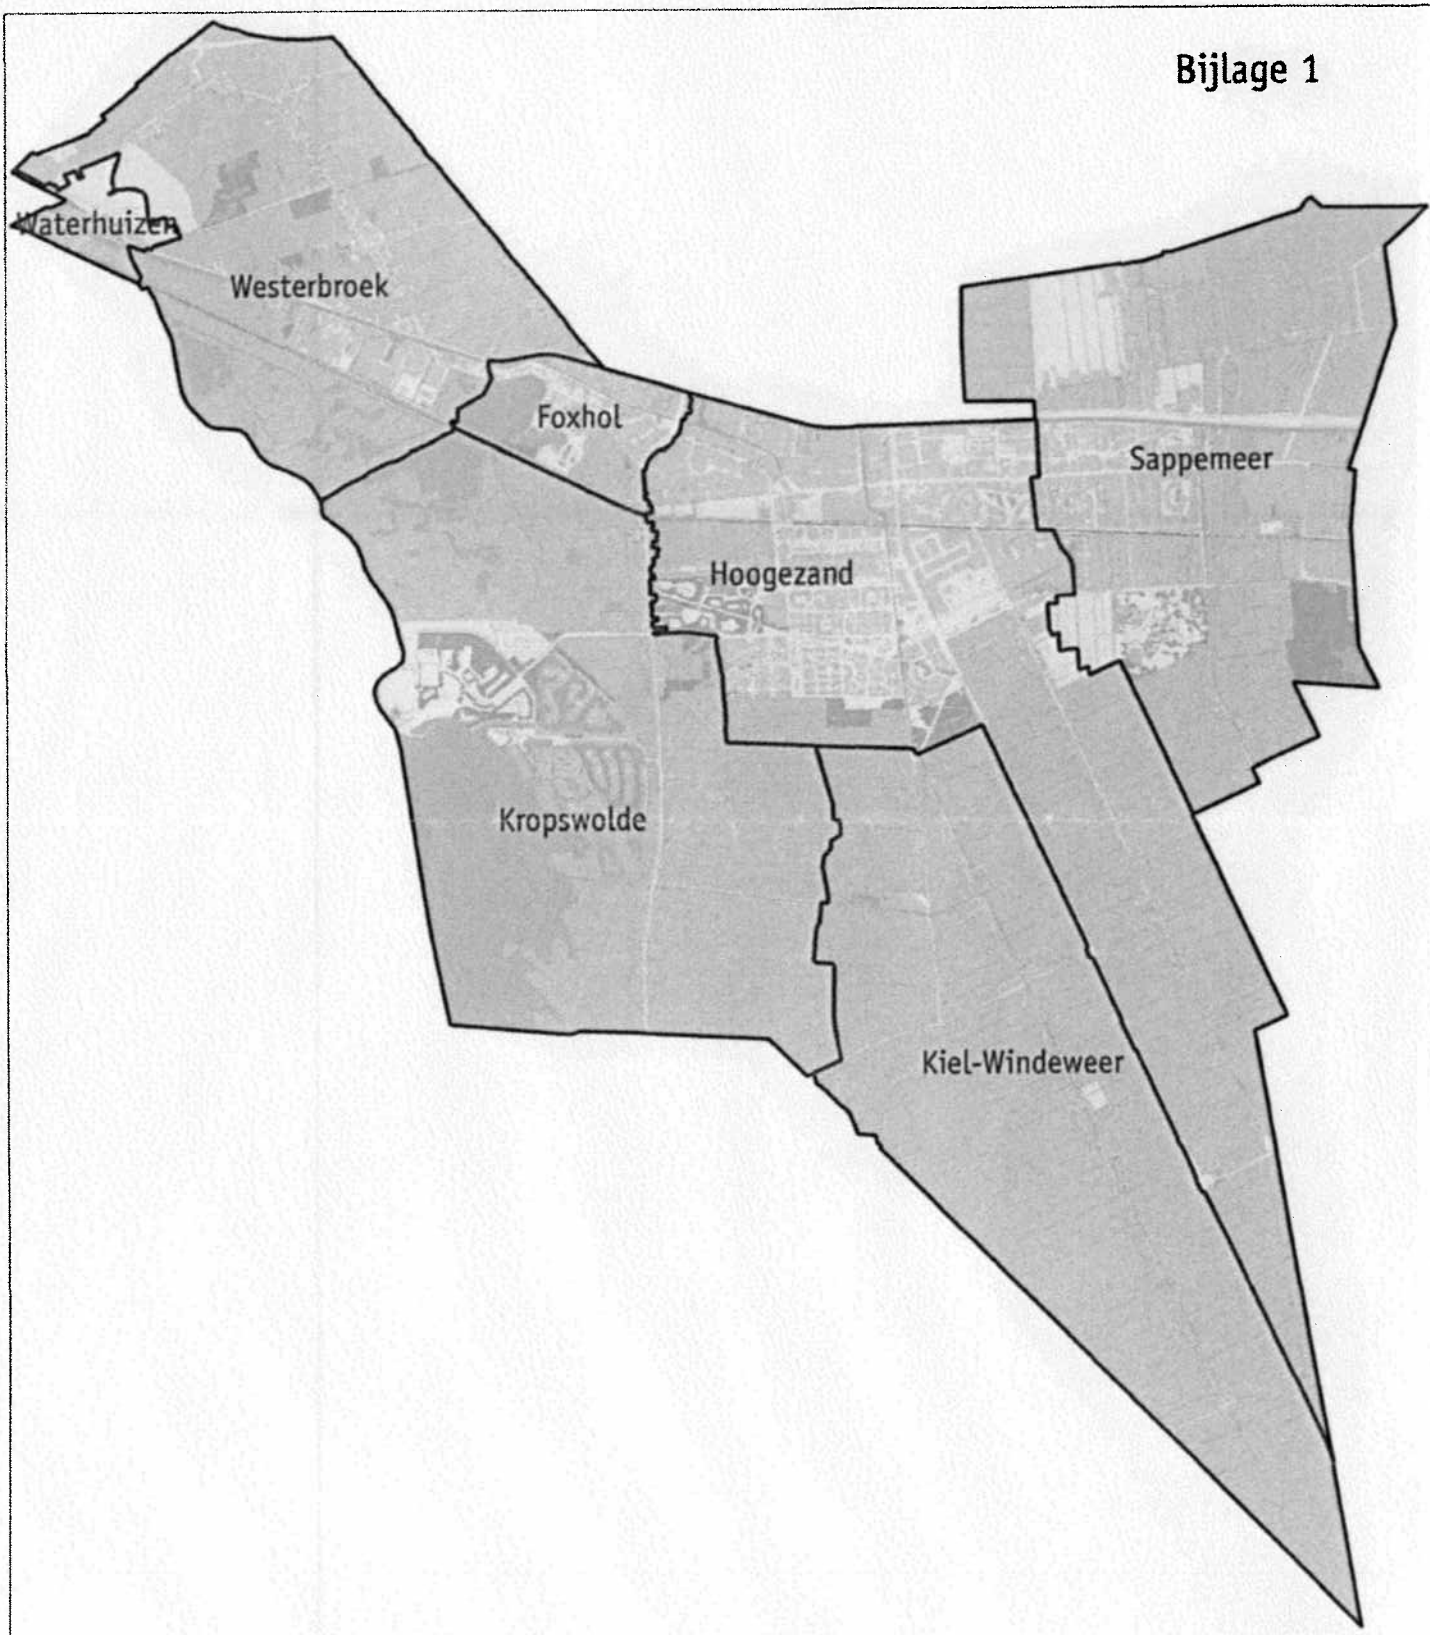 Bijlage 1
Waterhuizen
Westerbroek
Foxhol
Sappemeer
Hoogezand
Kropswolde
Kiel-Windeweer